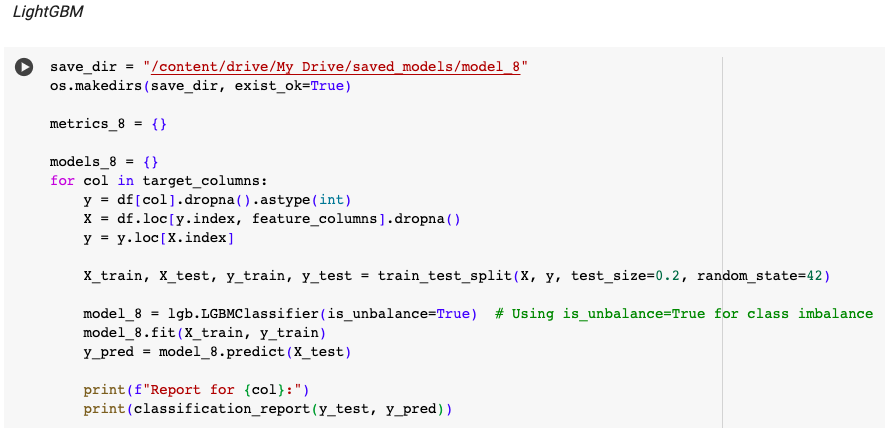 LightGBM
save_dir = "/content/drive/My Drive/saved_models/model_8"
os.makedirs(save_dir, exist_ok=True)
metrics_8 = {}
models_8 = {}
for col in target_columns:
    y = df[col].dropna().astype(int)
    X = df.loc[y.index, feature_columns].dropna()
    y = y.loc[X.index]
    X_train, X_test, y_train, y_test = train_test_split(X, y, test_size=0.2, random_state=42)
    model_8 = lgb.LGBMClassifier(is_unbalance=True)  # Using is_unbalance=True for class imbalance
    model_8.fit(X_train, y_train)
    y_pred = model_8.predict(X_test)
    print(f"Report for {col}:")
    print(classification_report(y_test, y_pred))